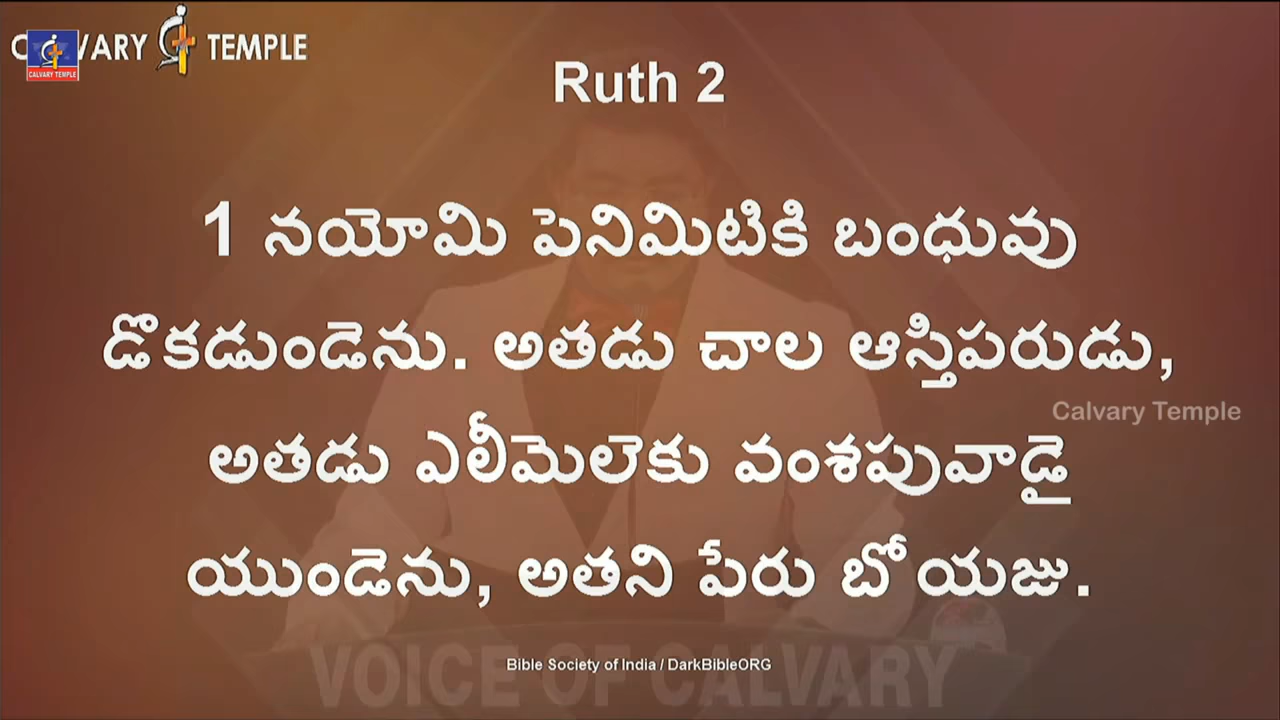 CALVARY TEMPLE
CALVARY TEMPLE
Ruth 2
1 నయోమి పెనిమిటికి బంధువు
డొకడుండెను. అతడు చాల ఆస్తిపరుడు,
Calvary Temple
అతడు ఎలీమెలెకు వంశపువాడై
యుండెను, అతని పేరు బోయజు.
Bible Society of India / DarkBibleORG
VOICE OF CALVARY